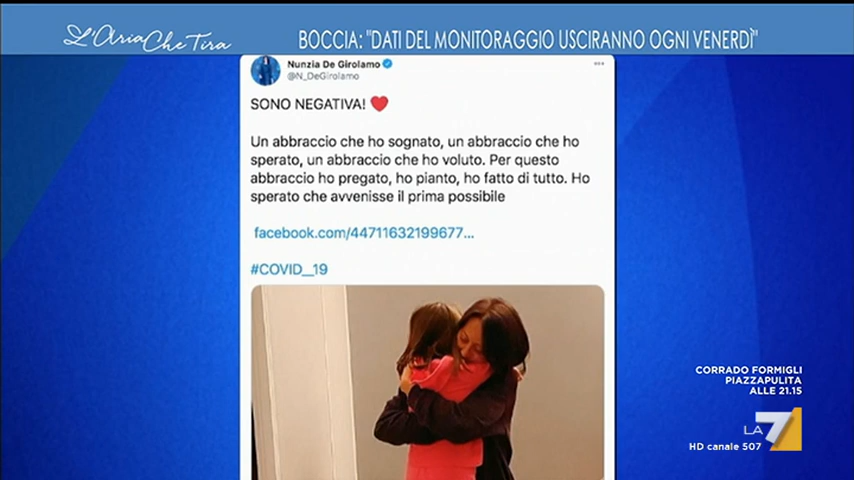 L'Aria Che Tira
BOCCIA: "DATI DEL MONITORAGGIO USCIRANNO OGNI VENERDÌ"
Nunzia De Girolamo
@N_DeGirolamo
SONO NEGATIVA! ❤️
Un abbraccio che ho sognato, un abbraccio che ho
sperato, un abbraccio che ho voluto. Per questo
abbraccio ho pregato, ho pianto, ho fatto di tutto. Ho
sperato che avvenisse il prima possibile
facebook.com/44711632199677...
#COVID__19
CORRADO FORMIGLI
PIAZZAPULITA
ALLE 21.15
LA7
HD canale 507